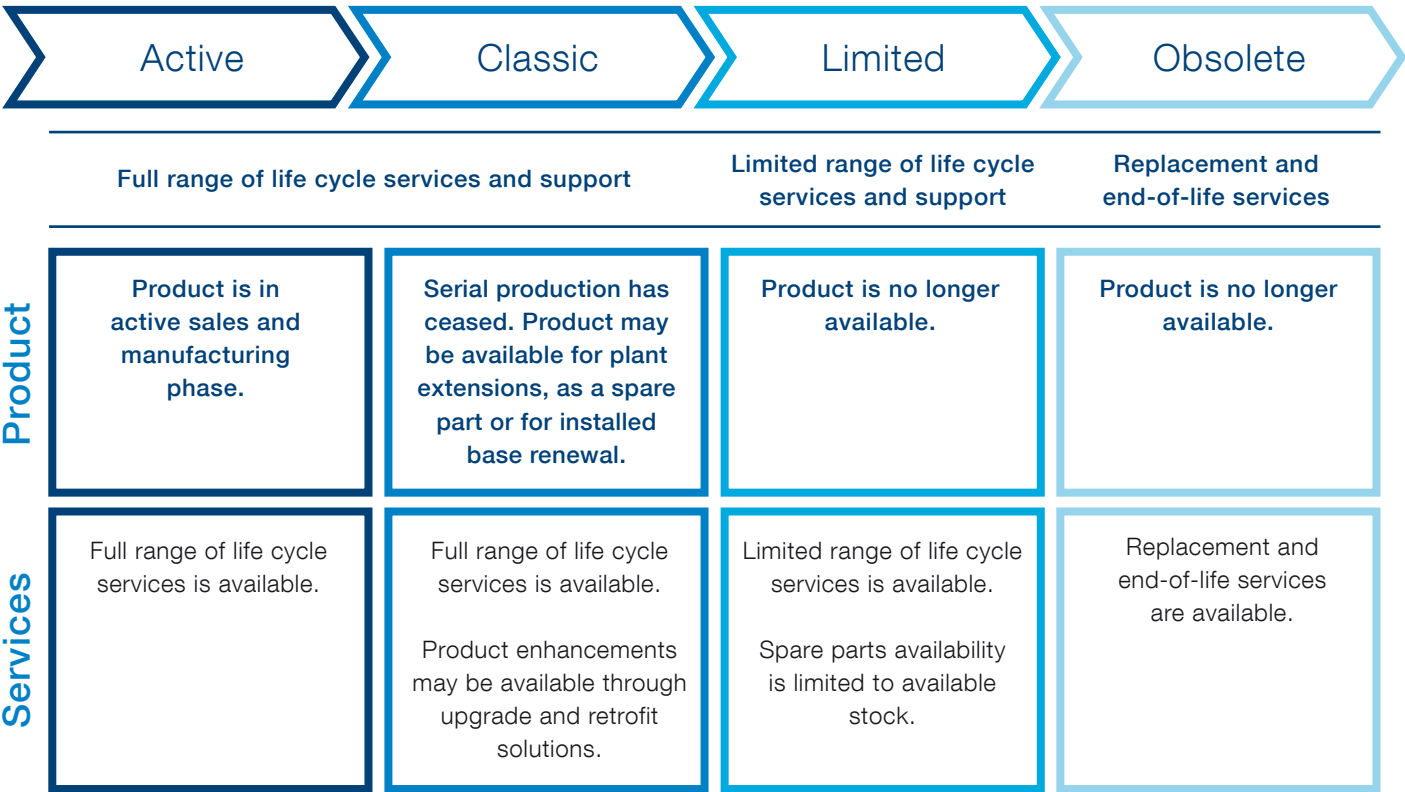 Active
Classic
Limited
Obsolete
Full range of life cycle services and support
Limited range of life cycle
services and support
Replacement and
end-of-life services
Product
Product is in
active sales and
manufacturing
phase.
Serial production has
ceased. Product may
be available for plant
extensions, as a spare
part or for installed
base renewal.
Product is no longer
available.
Product is no longer
available.
Services
Full range of life cycle
services is available.
Full range of life cycle
services is available.
Product enhancements
may be available through
upgrade and retrofit
solutions.
Limited range of life cycle
services is available.
Spare parts availability
is limited to available
stock.
Replacement and
end-of-life services
are available.